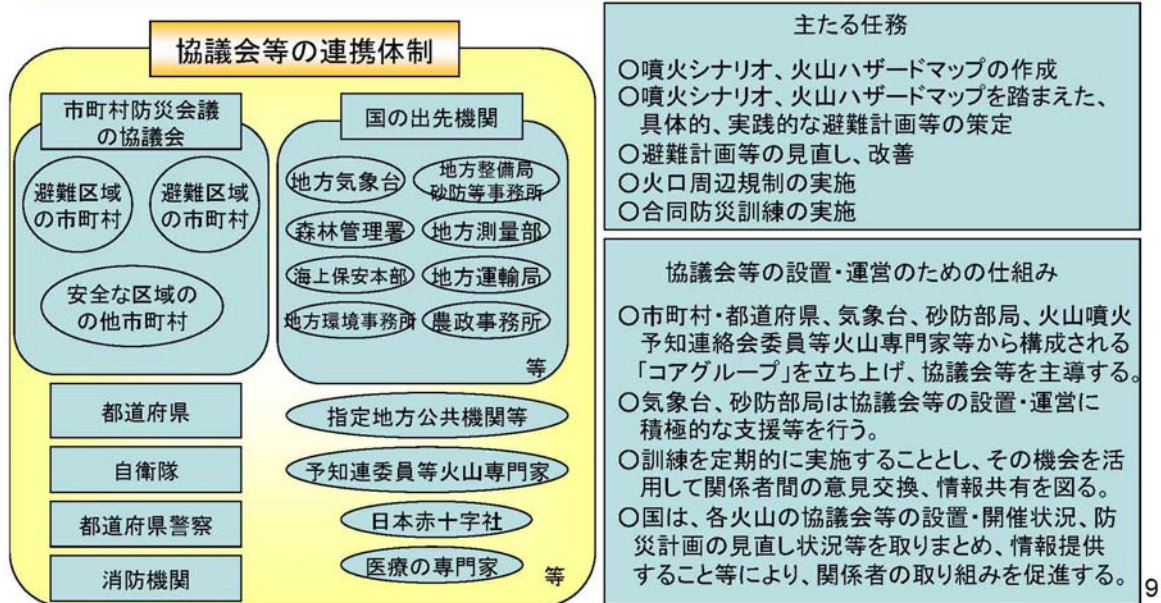 協議会等の連携体制
市町村防災会議
の協議会
避難区域
の市町村
避難区域
の市町村
安全な区域の
の他市町村
国の出先機関
地方気象台
地方整備局
砂防等事務所
森林管理署
地方測量部
海上保安本部
地方運輸局
地方環境事務所
農政事務所
等
都道府県
自衛隊
都道府県警察
消防機関
指定地方公共機関等
予知連委員等火山専門家
日本赤十字社
医療の専門家
等
主たる任務
○噴火シナリオ、火山ハザードマップの作成
○噴火シナリオ、火山ハザードマップを踏まえた、
具体的、実践的な避難計画等の策定
○避難計画等の見直し、改善
○火口周辺規制の実施
○合同防災訓練の実施
協議会等の設置・運営のための仕組み
○市町村・都道府県、気象台、砂防部局、火山噴火
予知連絡会委員等火山専門家等から構成される
「コアグループ」を立ち上げ、協議会等を主導する。
○気象台、砂防部局は協議会等の設置・運営に
積極的な支援等を行う。
○訓練を定期的に実施することとし、その機会を活
用して関係者間の意見交換、情報共有を図る。
○国は、各火山の協議会等の設置・開催状況、防
災計画の見直し状況等を取りまとめ、情報提供
すること等により、関係者の取り組みを促進する。
9